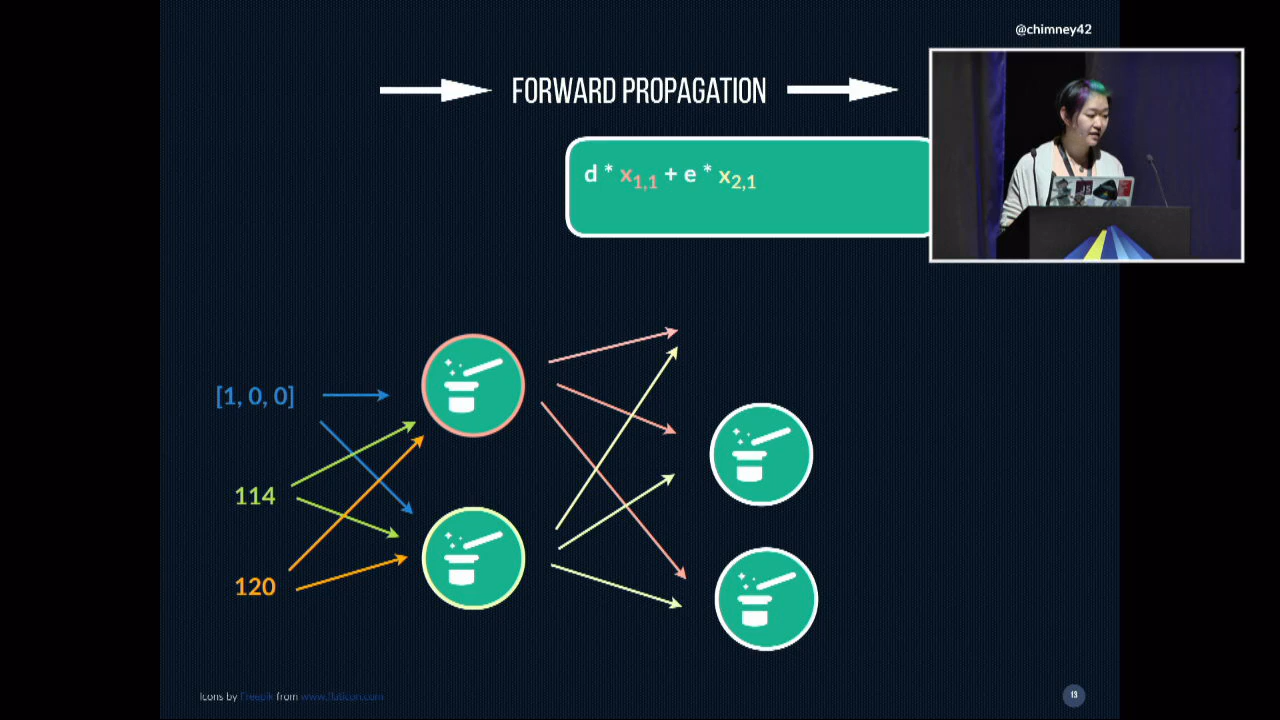 @chimney42
FORWARD PROPAGATION
d * x1,1 + e * x2,1
[1, 0, 0]
114
120
Icons by Freepik from www.flaticon.com
13
JS